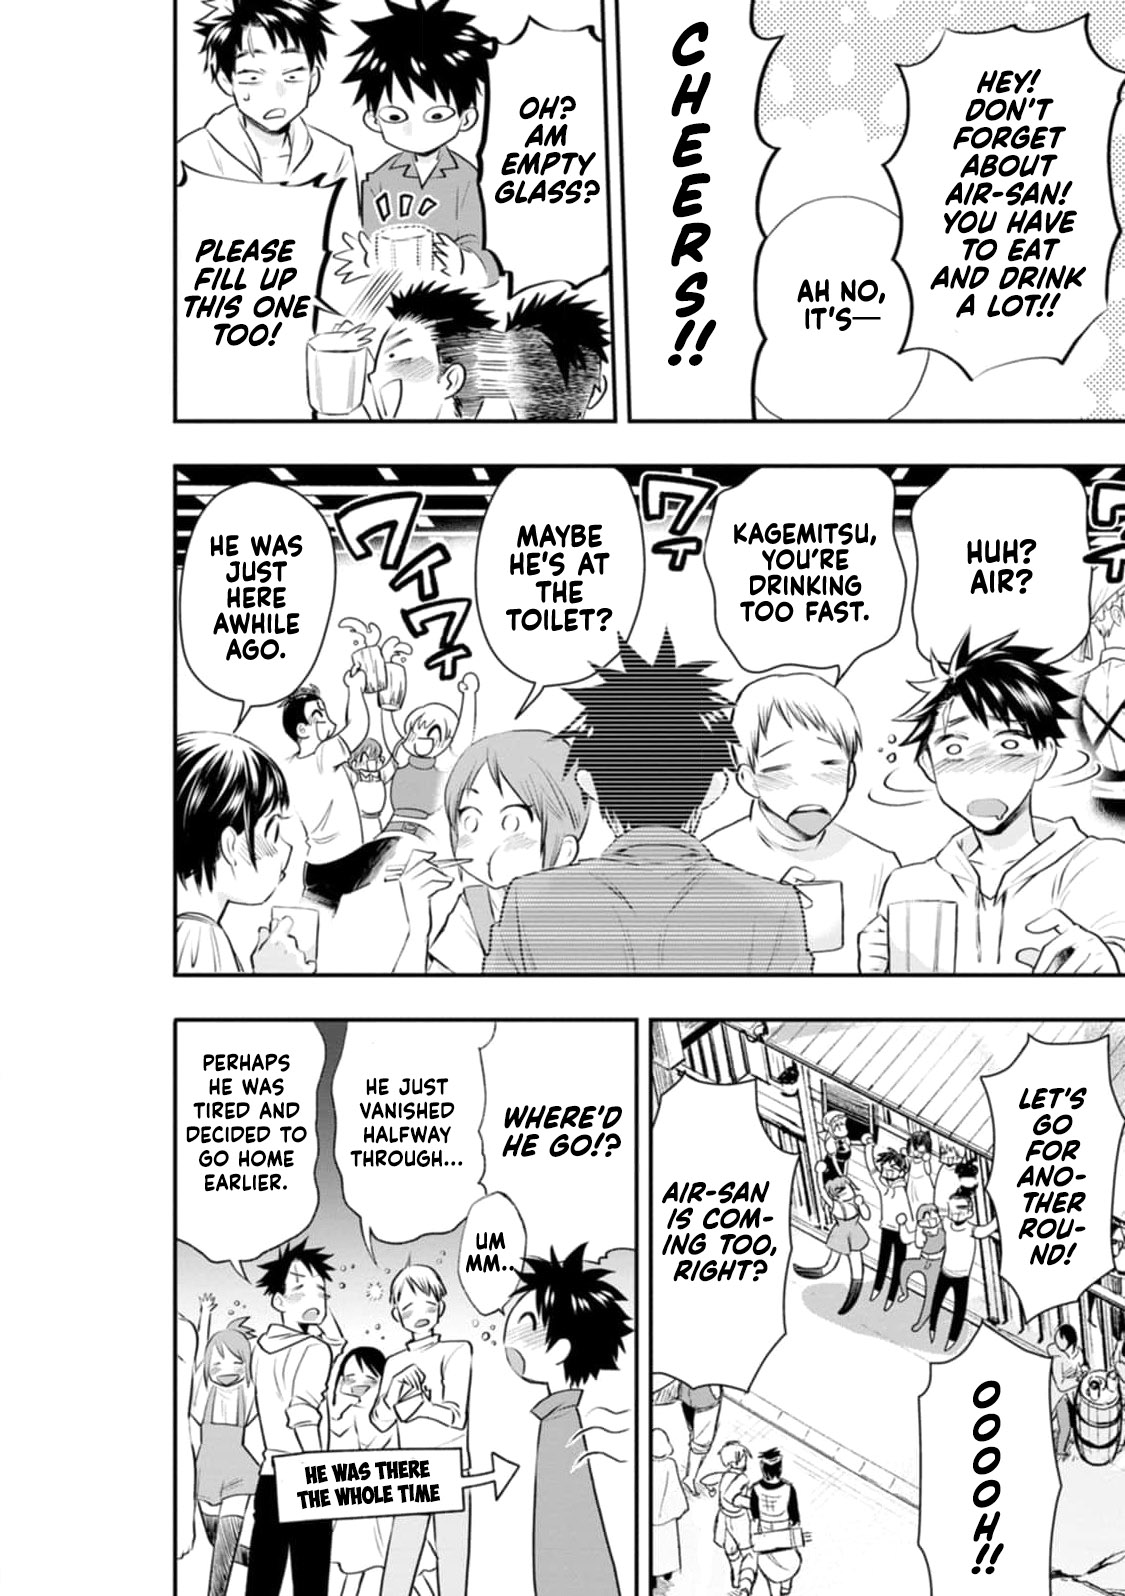 HEY!
DON'T
FORGET
ABOUT
AIR-SAN!
YOU HAVE
TO EAT
AND DRINK
A LOT!!
AH NO,
IT'S—
CHEERS!!
OH?
AM
EMPTY
GLASS?
PLEASE
FILL UP
THIS ONE
TOO!
HUH?
AIR?
KAGEMITSU,
YOU'RE
DRINKING
TOO FAST.
ワイ
ワイ
ワイ
MAYBE
HE'S AT
THE
TOILET?
ワイワイ
HE WAS
JUST
HERE
AWHILE
AGO.
LET'S
GO
FOR
ANO-
THER
ROU-
ND!
AIR-SAN
IS COM-
ING TOO,
RIGHT?
OOOOOH!!
WHERE'D
HE GO!?
HE JUST
VANISHED
HALFWAY
THROUGH...
PERHAPS
HE WAS
TIRED AND
DECIDED TO
GO HOME
EARLIER.
UM
MM..
HE WAS THERE
THE WHOLE TIME